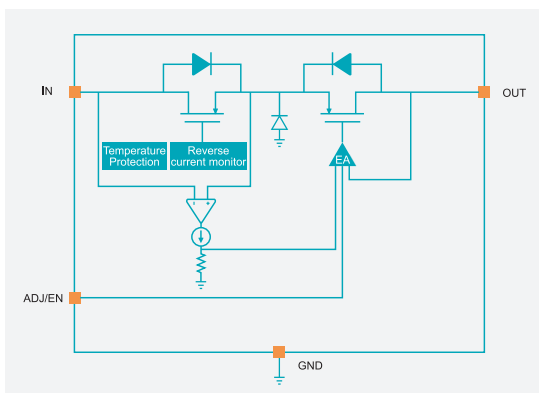 IN
OUT
Temperature
Protection
Reverse
current monitor
EA
- +
ADJ/EN
GND